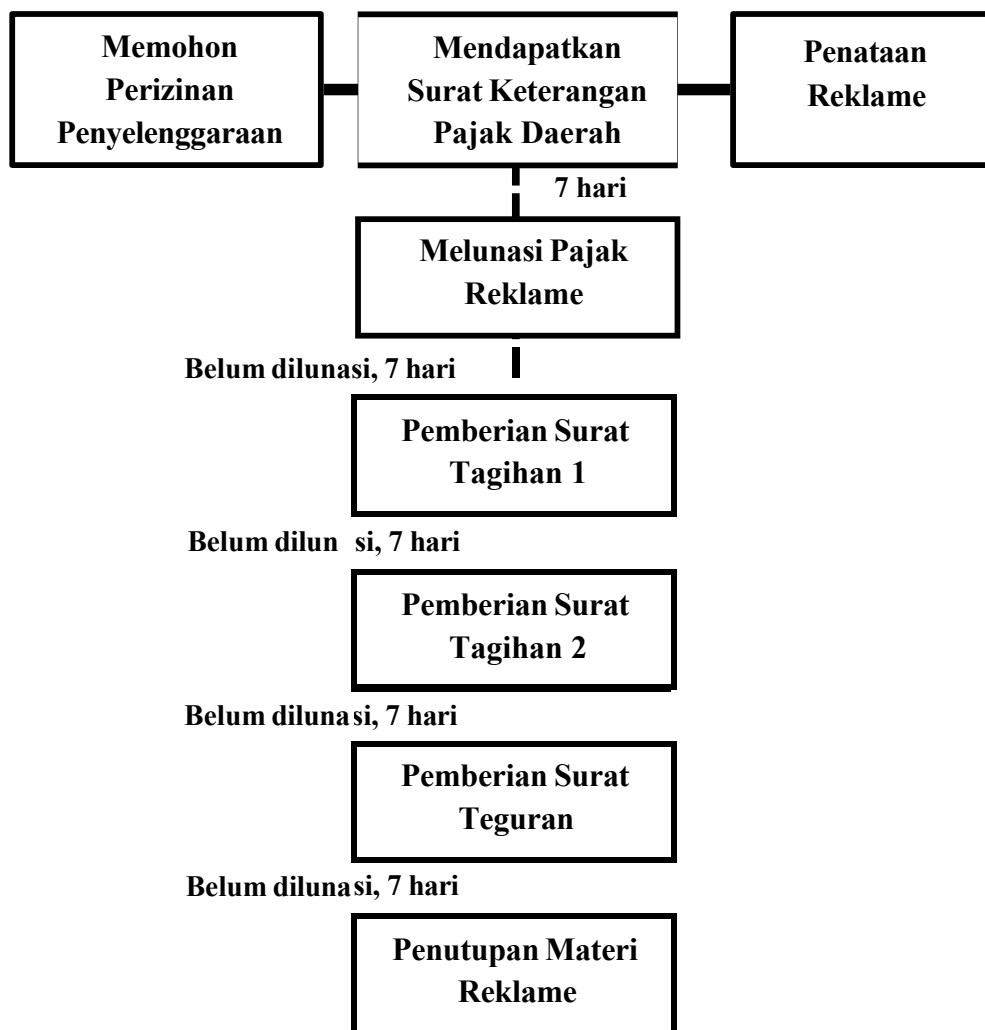 Memohon
Perizinan
Penyelenggaraan
Mendapatkan
Surat Keterangan
Pajak Daerah
Penataan
Reklame
7 hari
Melunasi Pajak
Reklame
Belum dilunasi, 7 hari
Pemberian Surat
Tagihan 1
Belum dilun si, 7 hari
Pemberian Surat
Tagihan 2
Belum dilunasi, 7 hari
Pemberian Surat
Teguran
Belum dilunasi, 7 hari
Penutupan Materi
Reklame